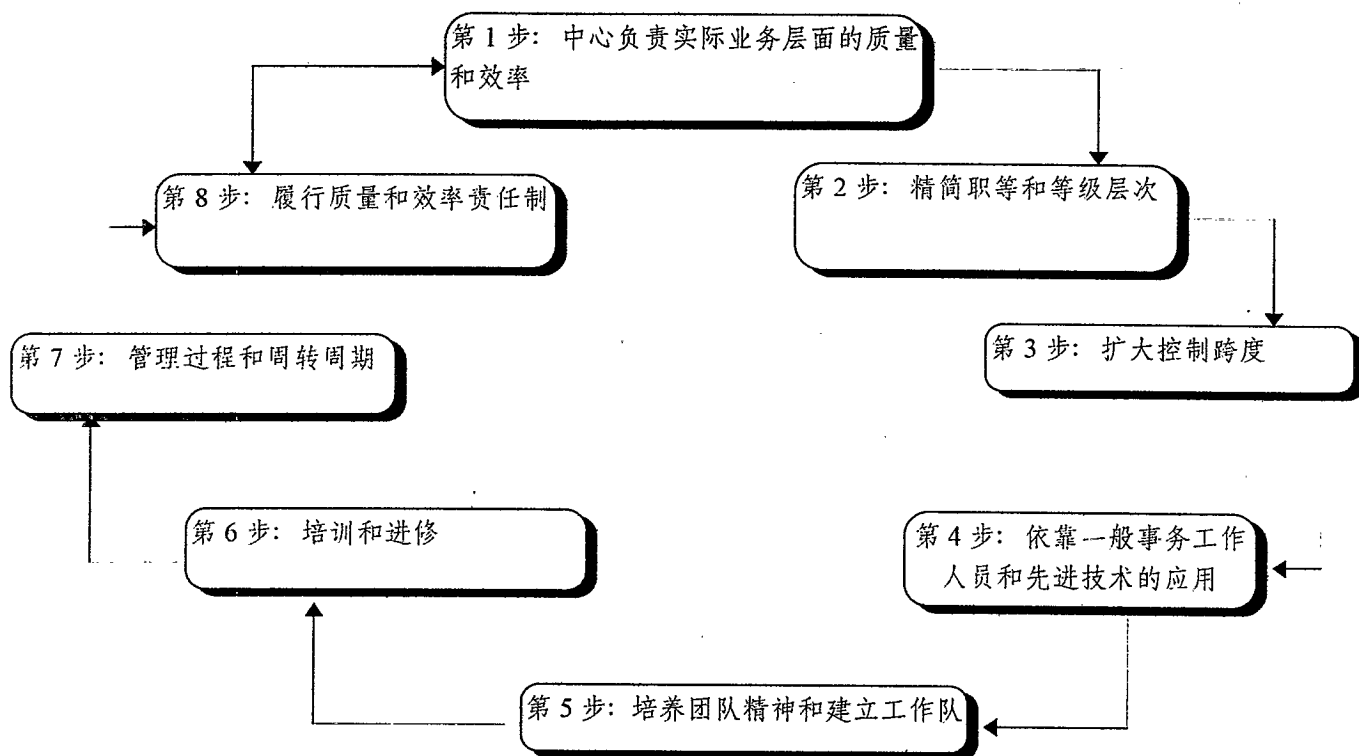 第 1 步: 中心负责实际业务层面的质量
和效率
第 8 步: 履行质量和效率责任制
第 2 步: 精简职等和等级层次
第 7 步: 管理过程和周转周期
第 3 步: 扩大控制跨度
第 6 步: 培训和进修
第 4 步: 依靠一般事务工作
人员和先进技术的应用
第 5 步: 培养团队精神和建立工作队